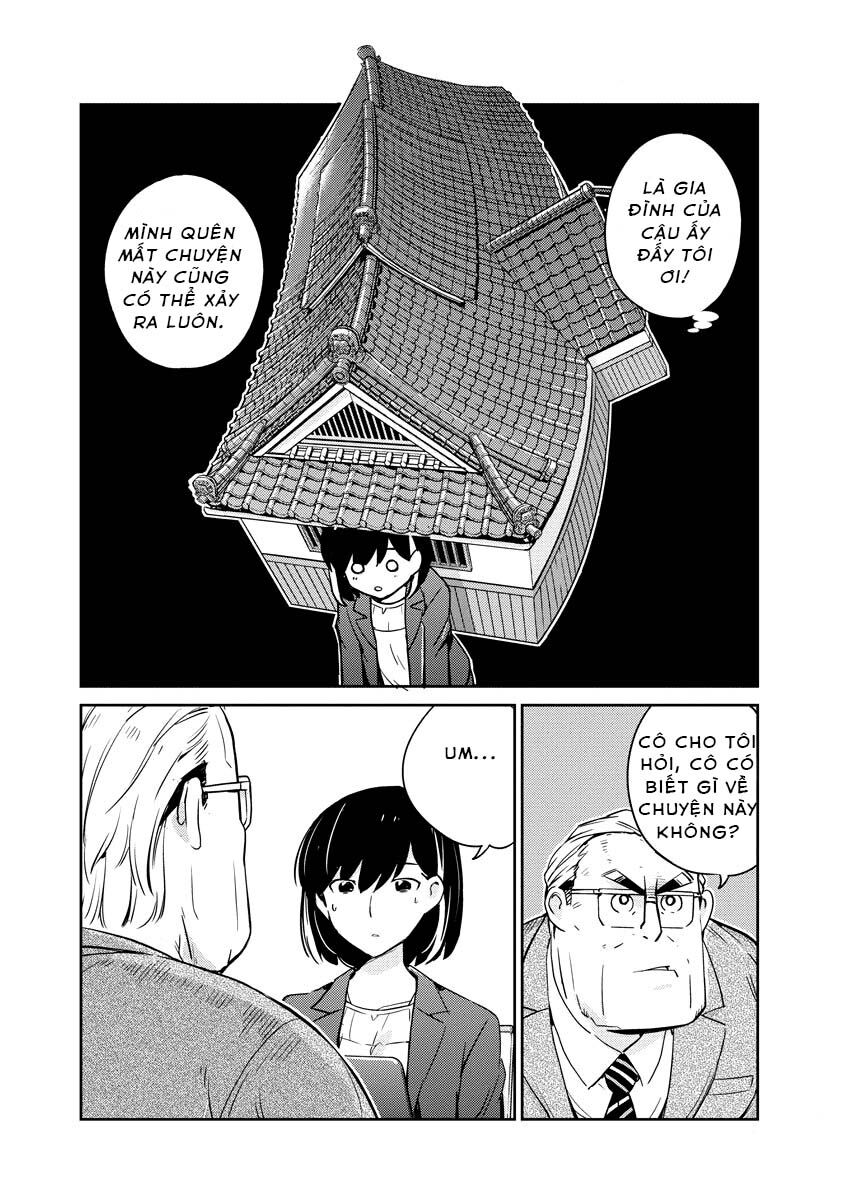 LÀ GIA
ĐÌNH CỦA
CẬU ẤY
ĐẤY TÔI
ƠI!
MÌNH QUÊN
MẤT CHUYỆN
NÀY CŨNG
CÓ THỂ XẢY
RA LUÔN.
CÔ CHO TÔI
HỎI, CÔ CÓ
BIẾT GÌ VỀ
CHUYỆN NÀY
KHÔNG?
UM...